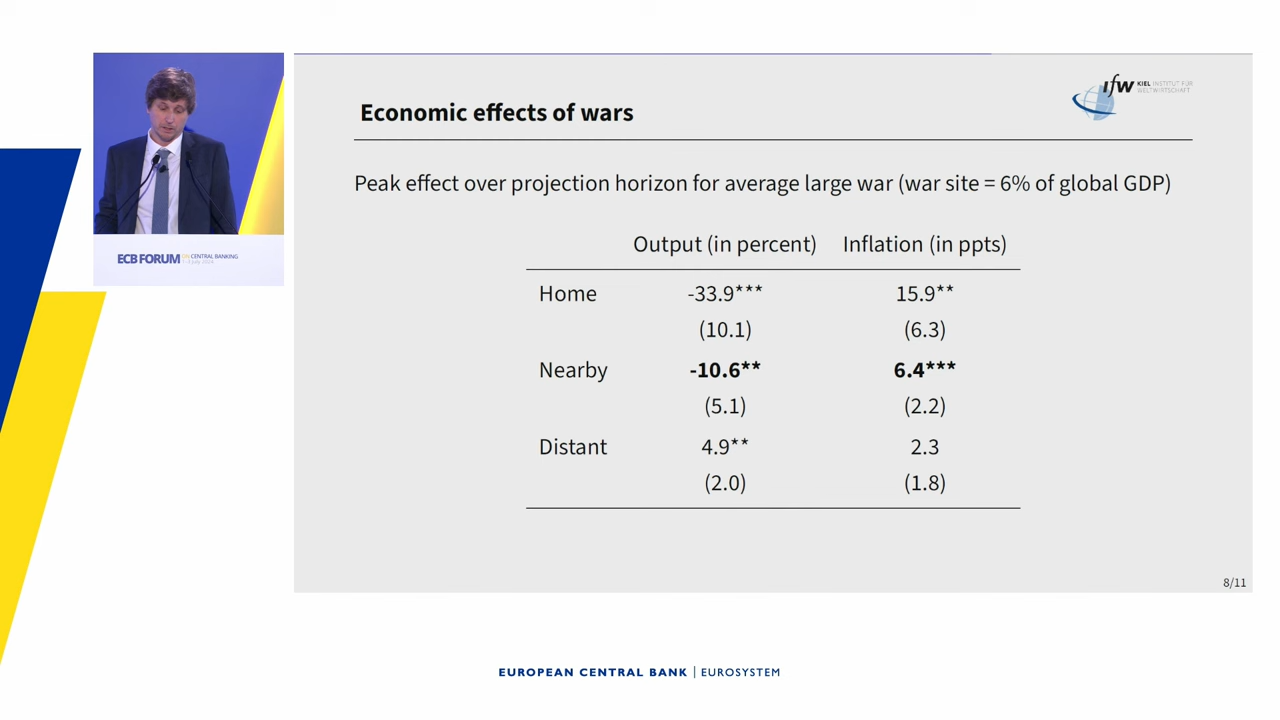 ifw KIEL INSTITUT FÜR
WELTWIRTSCHAFT
Economic effects of wars
Peak effect over projection horizon for average large war (war site = 6% of global GDP)
Output (in percent) Inflation (in ppts)
Home -33.9*** 15.9**
(10.1) (6.3)
Nearby -10.6** 6.4***
(5.1) (2.2)
Distant 4.9** 2.3
(2.0) (1.8)
8/11
ECB FORUM ON CENTRAL BANKING
EUROPEAN CENTRAL BANK | EUROSYSTEM